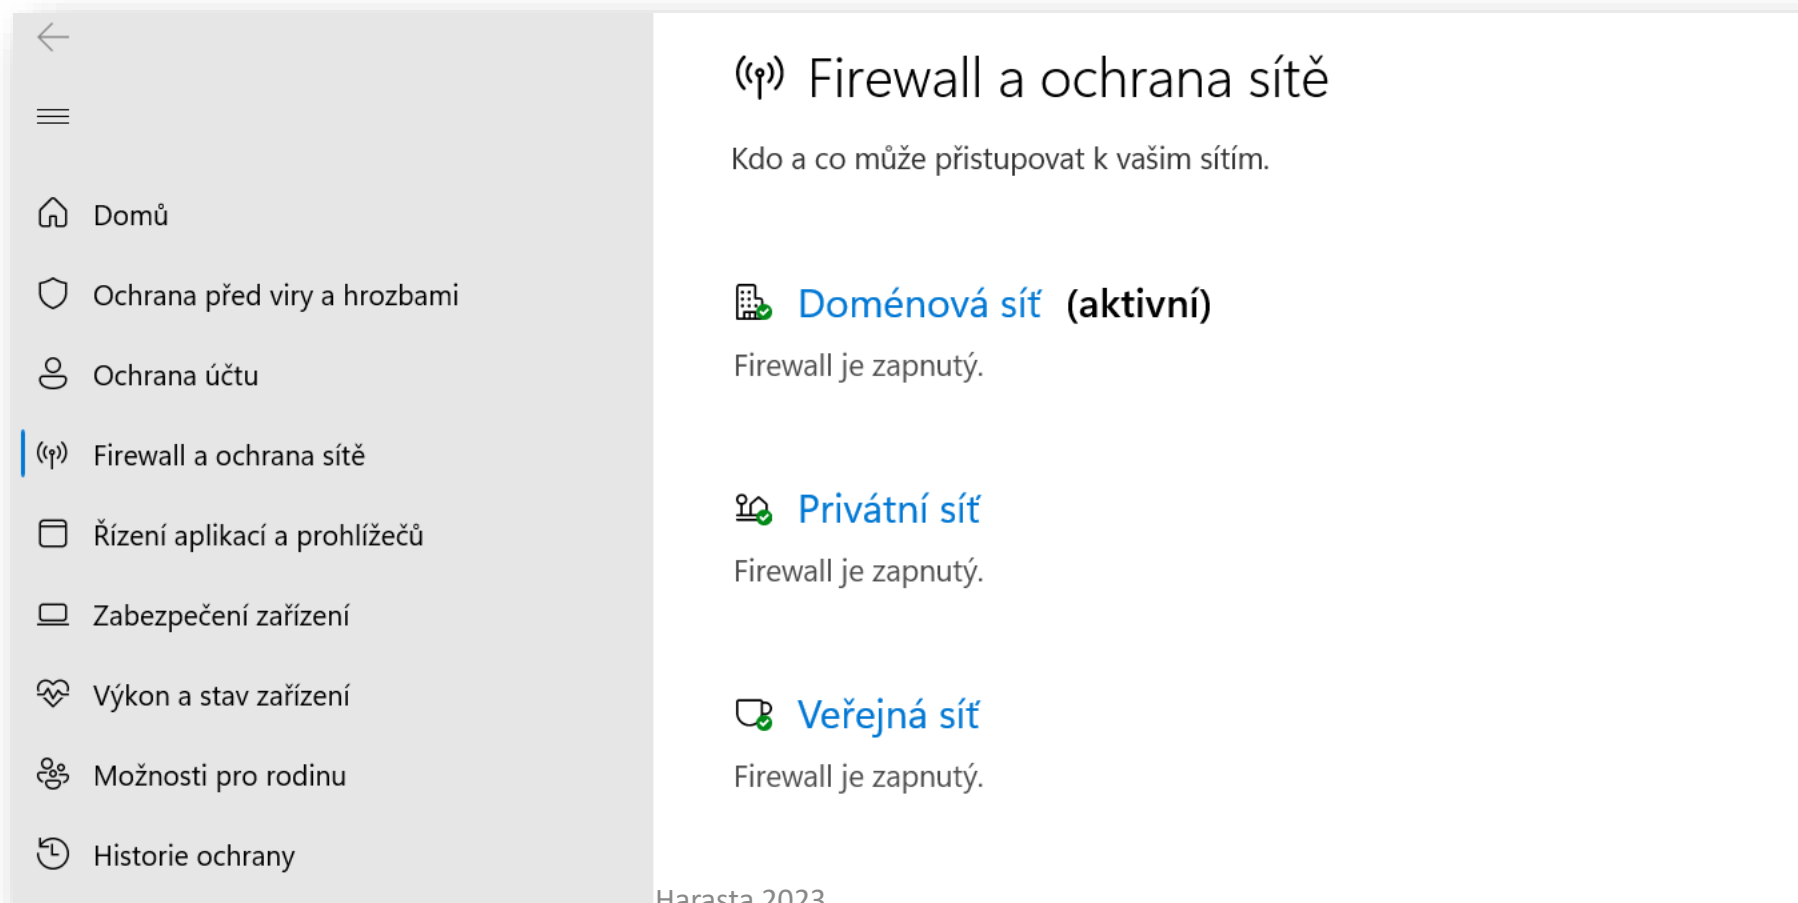 Firewall a ochrana sítě
Kdo a co může přistupovat k vašim sítím.
Domů
Ochrana před viry a hrozbami
Ochrana účtu
Firewall a ochrana sítě
Řízení aplikací a prohlížečů
Zabezpečení zařízení
Výkon a stav zařízení
Možnosti pro rodinu
Historie ochrany
Doménová síť (aktivní)
Firewall je zapnutý.
Privátní síť
Firewall je zapnutý.
Veřejná síť
Firewall je zapnutý.
Harasta 2023